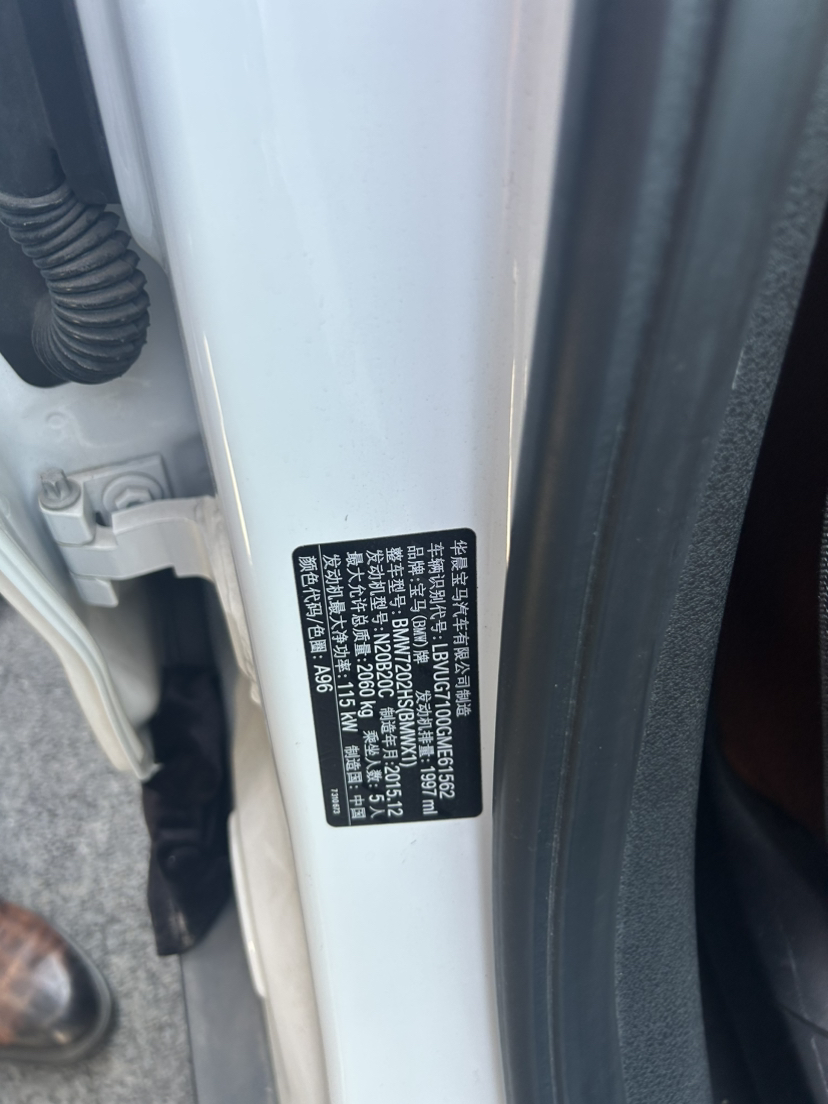 华晨宝马汽车有限公司制造
车辆识别代号: LBVUG7100GME61562
品牌:宝马(BMW)牌 发动机排量: 1997 ml
整车型号: BMW7202HS(BMWX1)
发动机型号: N20B20C 制造年月:2015.12
最大允许总质量:2060 kg 乘坐人数: 5 人
发动机最大净功率: 115 kW 制造国: 中国
颜色代码/色圈: A96